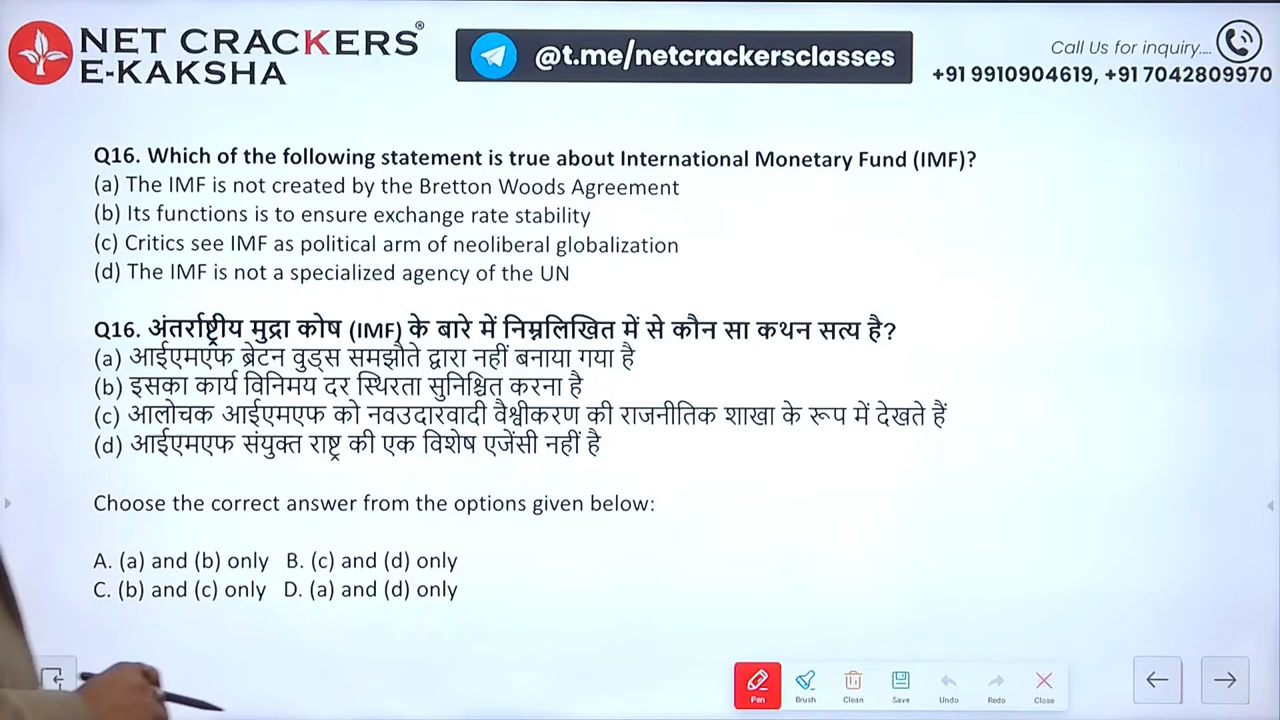 NET CRACKERS®
E-KAKSHA
@t.me/netcrackersclasses
Call Us for inquiry....
+91 9910904619, +91 7042809970
Q16. Which of the following statement is true about International Monetary Fund (IMF)?
(a) The IMF is not created by the Bretton Woods Agreement
(b) Its functions is to ensure exchange rate stability
(c) Critics see IMF as political arm of neoliberal globalization
(d) The IMF is not a specialized agency of the UN
Q16. अंतर्राष्ट्रीय मुद्रा कोष (IMF) के बारे में निम्नलिखित में से कौन सा कथन सत्य है?
(a) आईएमएफ ब्रेटन वुड्स समझौते द्वारा नहीं बनाया गया है
(b) इसका कार्य विनिमय दर स्थिरता सुनिश्चित करना है
(c) आलोचक आईएमएफ को नवउदारवादी वैश्वीकरण की राजनीतिक शाखा के रूप में देखते हैं
(d) आईएमएफ संयुक्त राष्ट्र की एक विशेष एजेंसी नहीं है
Choose the correct answer from the options given below:
A. (a) and (b) only B. (c) and (d) only
C. (b) and (c) only D. (a) and (d) only
Pen Brush Clean Save Undo Redo Close